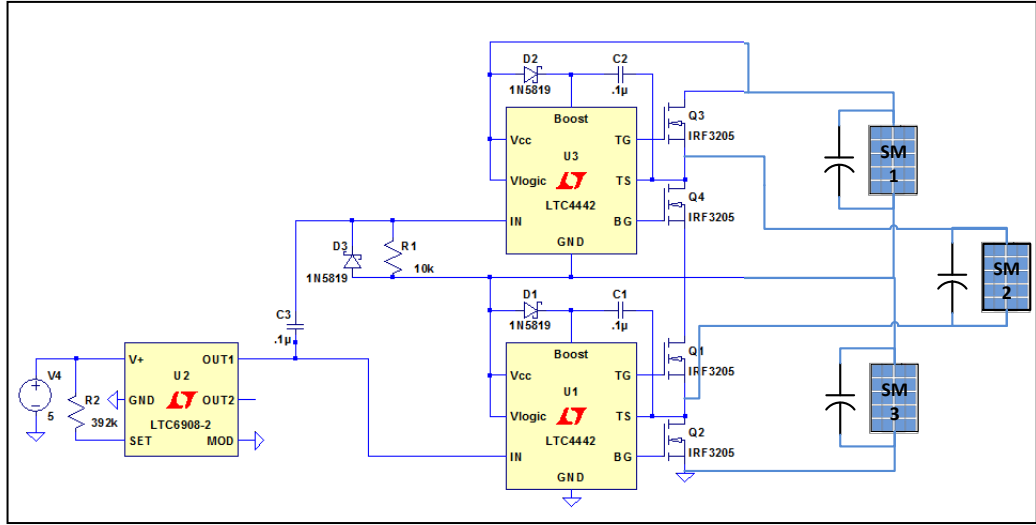 D2
1N5819
C2
.1µ
Boost
Vcc
U3
TG
Q3
IRF3205
Vlogic
LTC4442
TS
IN
BG
Q4
IRF3205
GND
SM
1
D3
1N5819
R1
10k
SM
2
D1
1N5819
C1
.1µ
C3
.1µ
Boost
Vcc
U1
TG
Q1
IRF3205
Vlogic
LTC4442
TS
IN
BG
Q2
IRF3205
GND
SM
3
V4
5
R2
392k
V+
OUT1
U2
GND
OUT2
LTC6908-2
SET
MOD